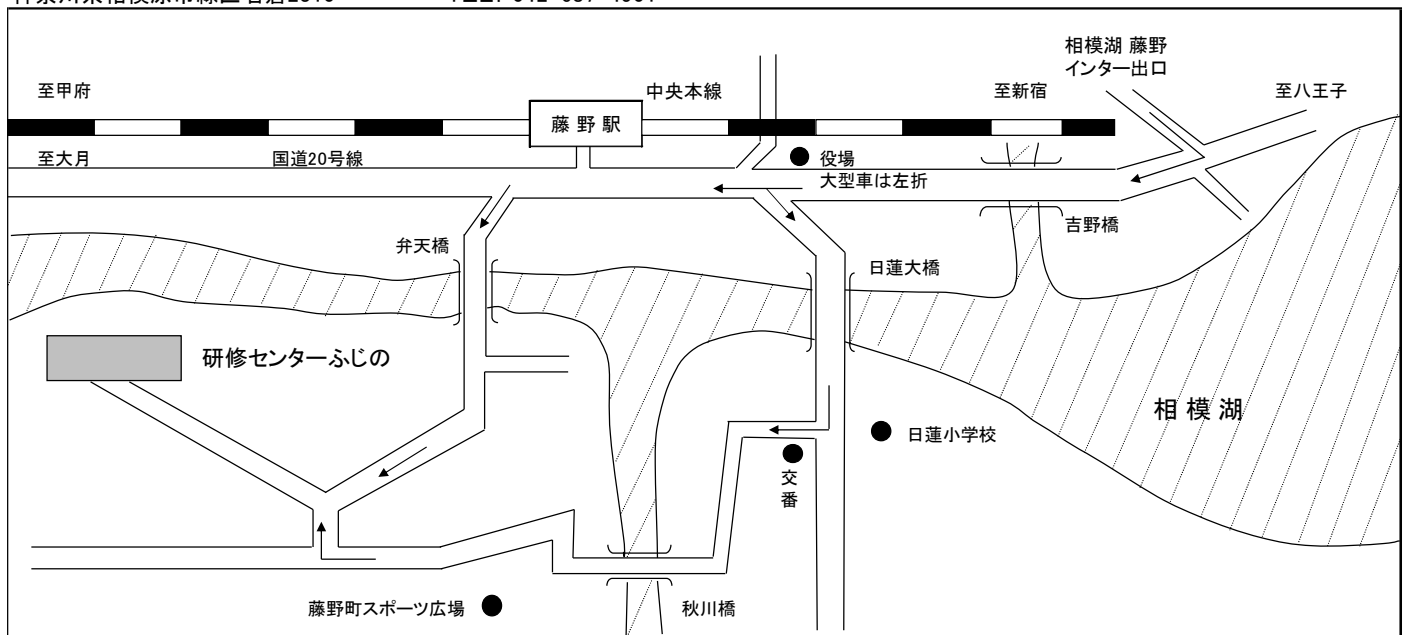 相模湖 藤野
インター出口
至甲府
中央本線
至新宿
至八王子
藤野駅
至大月
国道20号線
役場
大型車は左折
吉野橋
弁天橋
日蓮大橋
研修センターふじの
相模湖
日蓮小学校
交番
藤野町スポーツ広場
秋川橋